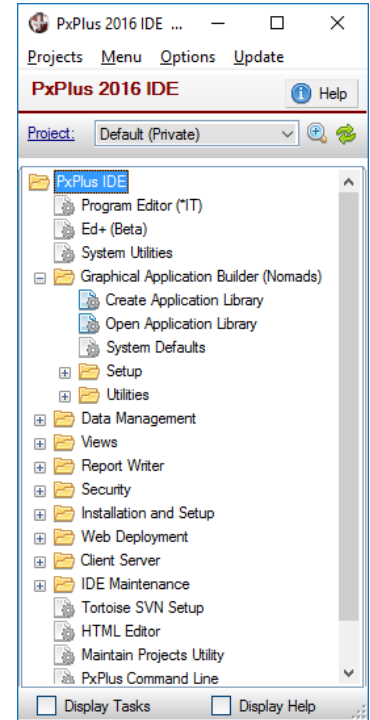 PxPlus 2016 IDE ...
Projects Menu Options Update
PxPlus 2016 IDE Help
Project: Default (Private)
PxPlus IDE
Program Editor (*IT)
Ed+ (Beta)
System Utilities
Graphical Application Builder (Nomads)
Create Application Library
Open Application Library
System Defaults
Setup
Utilities
Data Management
Views
Report Writer
Security
Installation and Setup
Web Deployment
Client Server
IDE Maintenance
Tortoise SVN Setup
HTML Editor
Maintain Projects Utility
PxPlus Command Line
Display Tasks Display Help